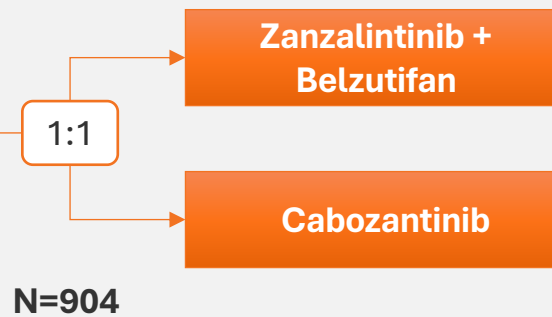 Zanzalintinib +
Belzutifan
1:1
Cabozantinib
N=904